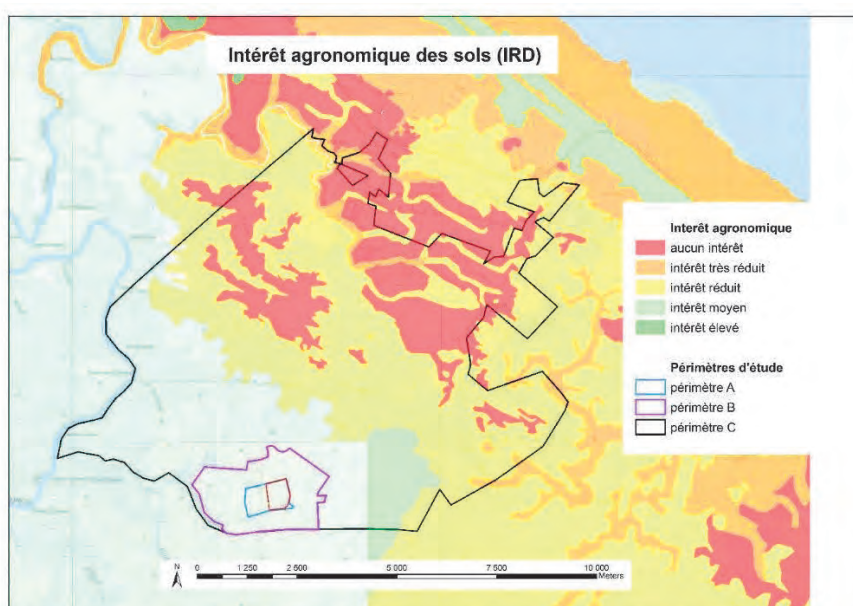 Intérêt agronomique des sols (IRD)
Interêt agronomique
aucun intérêt
intérêt très réduit
intérêt réduit
intérêt moyen
intérêt élevé
Périmètres d'étude
périmètre A
périmètre B
périmètre C
N
0 1 250 2 500 5 000 7 500 10 000
Meters